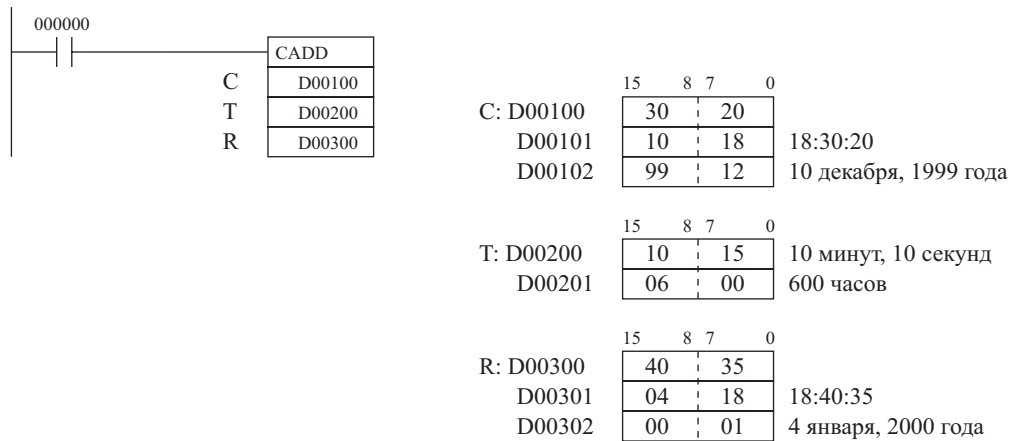 000000
CADD
C D00100
T D00200
R D00300
15 8 7 0
C: D00100 30 20
D00101 10 18 18:30:20
D00102 99 12 10 декабря, 1999 года
15 8 7 0
T: D00200 10 15 10 минут, 10 секунд
D00201 06 00 600 часов
15 8 7 0
R: D00300 40 35
D00301 04 18 18:40:35
D00302 00 01 4 января, 2000 года